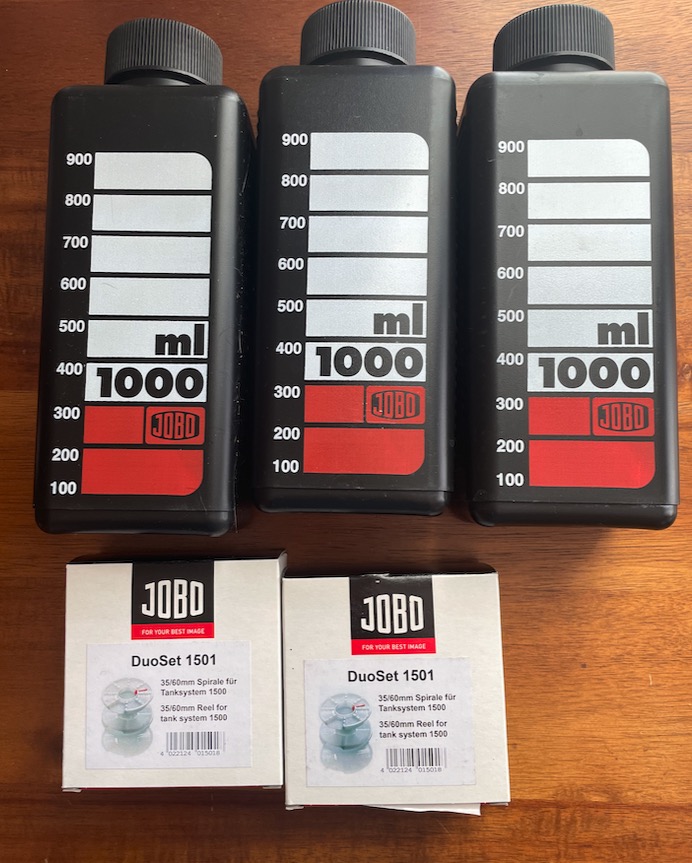 900
800
700
600
500
ml
400
1000
300
JOBO
200
100
900
800
700
600
500
ml
400
1000
300
JOBO
200
100
900
800
700
600
500
ml
400
1000
300
JOBO
200
100
JOBO
FOR YOUR BEST IMAGE
DuoSet 1501
35/60mm Spirale für
Tanksystem 1500
35/60mm Reel for
tank system 1500
4 022124 015018
JOBO
FOR YOUR BEST IMAGE
DuoSet 1501
35/60mm Spirale für
Tanksystem 1500
35/60mm Reel for
tank system 1500
4 022124 015018